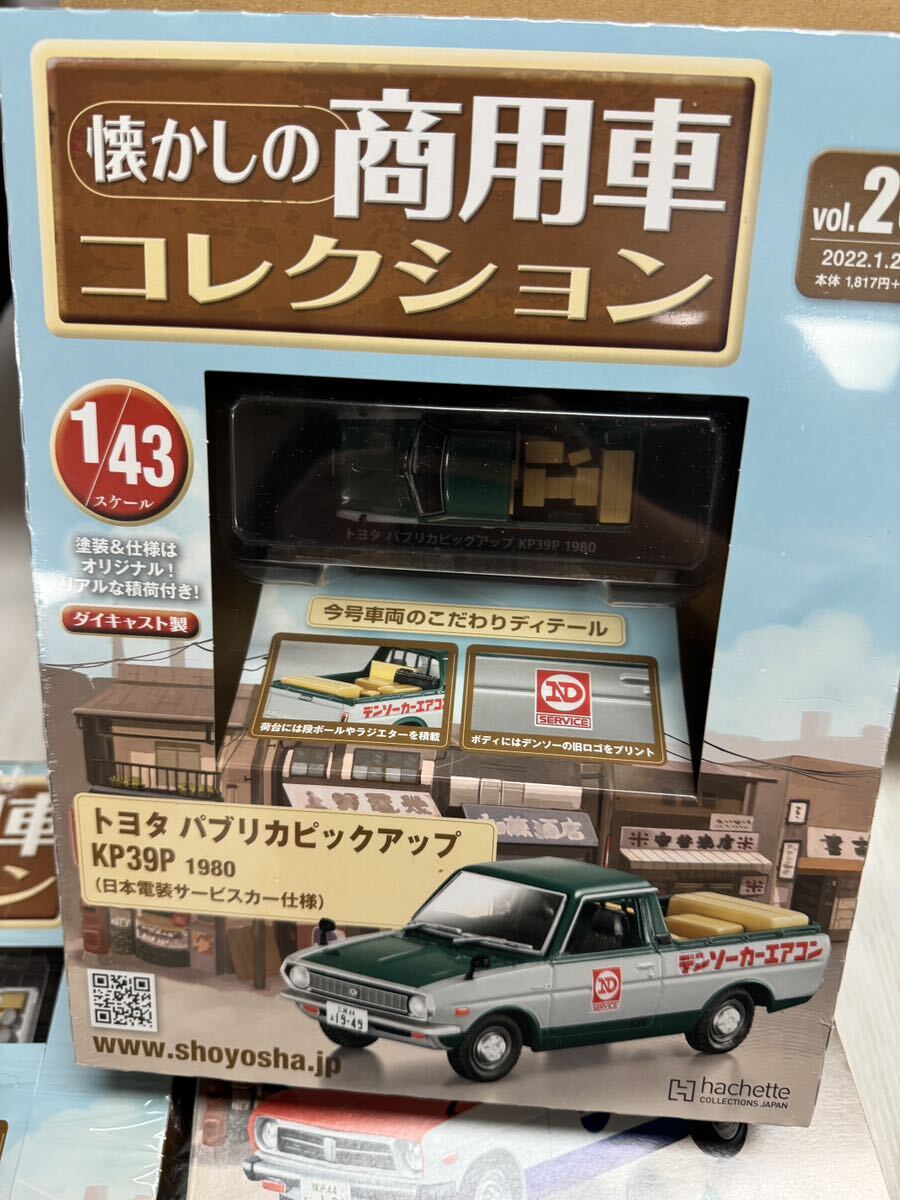 懐かしの 商用車
コレクション
vol.2
2022.1.2
本体 1,817円+
1/43
スケール
塗装&仕様は
オリジナル!
リアルな積荷付き!
ダイキャスト製
トヨタ パブリカピックアップ KP39P 1980
今号車両のこだわりディテール
デンソーカーエアコン
荷台には段ボールやラジエターを積載
ND
SERVICE
ボディにはデンソーの旧ロゴをプリント
トヨタ パブリカピックアップ
KP39P 1980
(日本電装サービスカー仕様)
デンソーカーエアコン
ND
SERVICE
19-49
www.shoyosha.jp
hachette
COLLECTIONS JAPAN
車
ン
横浜44